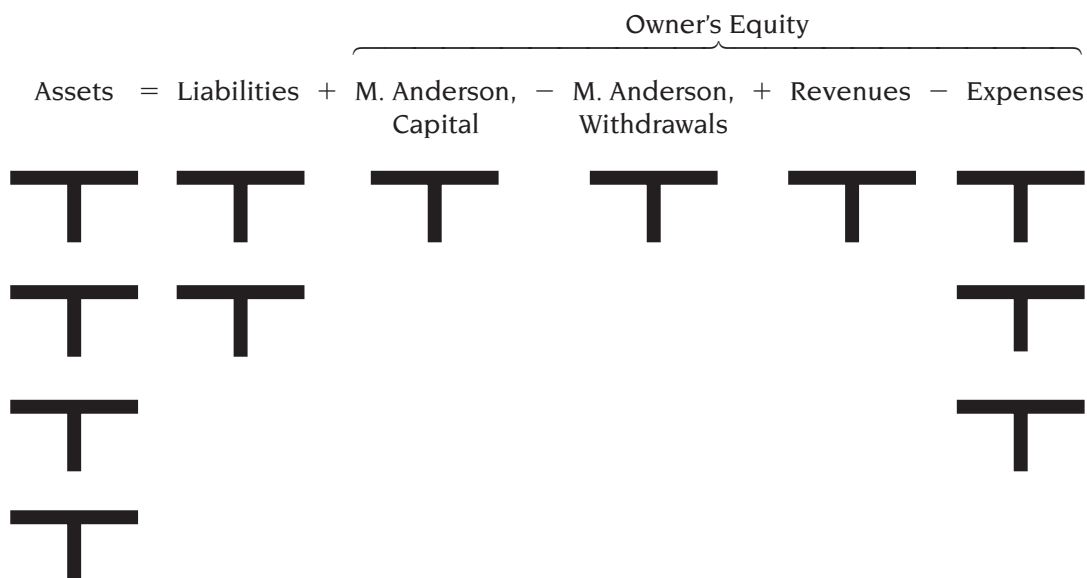 Owner’s Equity
Assets = Liabilities + M. Anderson, − M. Anderson, + Revenues − Expenses
Capital Withdrawals